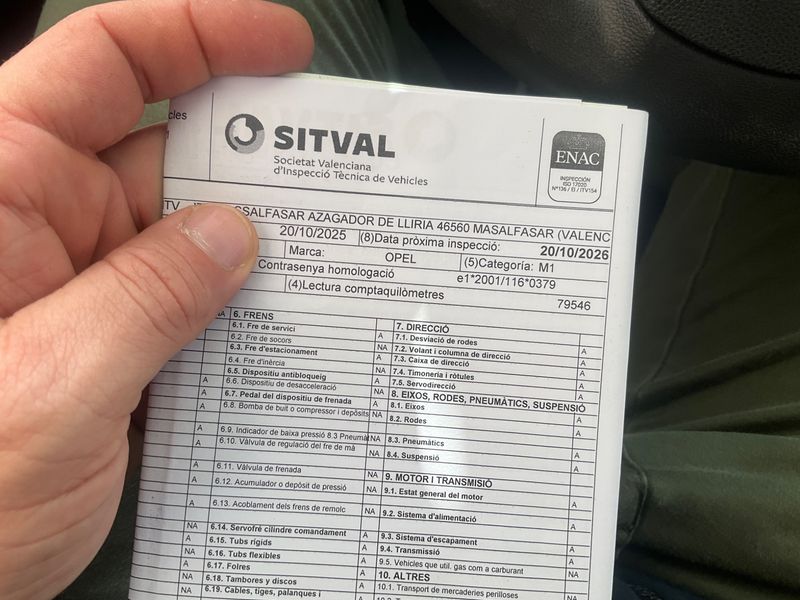 cles
SITVAL
Societat Valenciana
d'Inspecció Tècnica de Vehicles
ENAC
INSPECCIÓN
ISO 17020
Nº136 / EI / ITV154
TV SSALFASAR AZAGADOR DE LLIRIA 46560 MASALFASAR (VALENC
20/10/2025 (8)Data pròxima inspecció: 20/10/2026
Marca: OPEL (5)Categoría: M1
Contrasenya homologació e1*2001/116*0379
(4)Lectura comptaquilòmetres 79546
NA 6. FRENS
6.1. Fre de servici A
6.2. Fre de socors NA
6.3. Fre d'estacionament A
6.4. Fre d'inèrcia NA
6.5. Dispositiu antibloqueig A
A 6.6. Dispositiu de desacceleració NA
A 6.7. Pedal del dispositiu de frenada A
A 6.8. Bomba de buit o compressor i depòsits NA
A 6.9. Indicador de baixa pressió 8.3 Pneumàt NA
A 6.10. Vàlvula de regulació del fre de mà NA
A 6.11. Vàlvula de frenada NA
A 6.12. Acumulador o depòsit de pressió NA
A 6.13. Acoblament dels frens de remolc NA
NA 6.14. Servofré cilindre comandament A
A 6.15. Tubs rígids A
NA 6.16. Tubs flexibles A
A 6.17. Folres A
NA 6.18. Tambores y discos A
NA 6.19. Cables, tiges, palanques i
7. DIRECCIÓ
7.1. Desviació de rodes A
7.2. Volant i columna de direcció A
7.3. Caixa de direcció A
7.4. Timoneria i ròtules A
7.5. Servodirecció A
8. EIXOS, RODES, PNEUMÀTICS, SUSPENSIÓ
8.1. Eixos A
8.2. Rodes A
8.3. Pneumàtics A
8.4. Suspensió A
9. MOTOR I TRANSMISSIÓ
9.1. Estat general del motor A
9.2. Sistema d'alimentació A
9.3. Sistema d'escapament A
9.4. Transmissió A
9.5. Vehicles que util. gas com a carburant NA
10. ALTRES
10.1. Transport de mercaderies perilloses